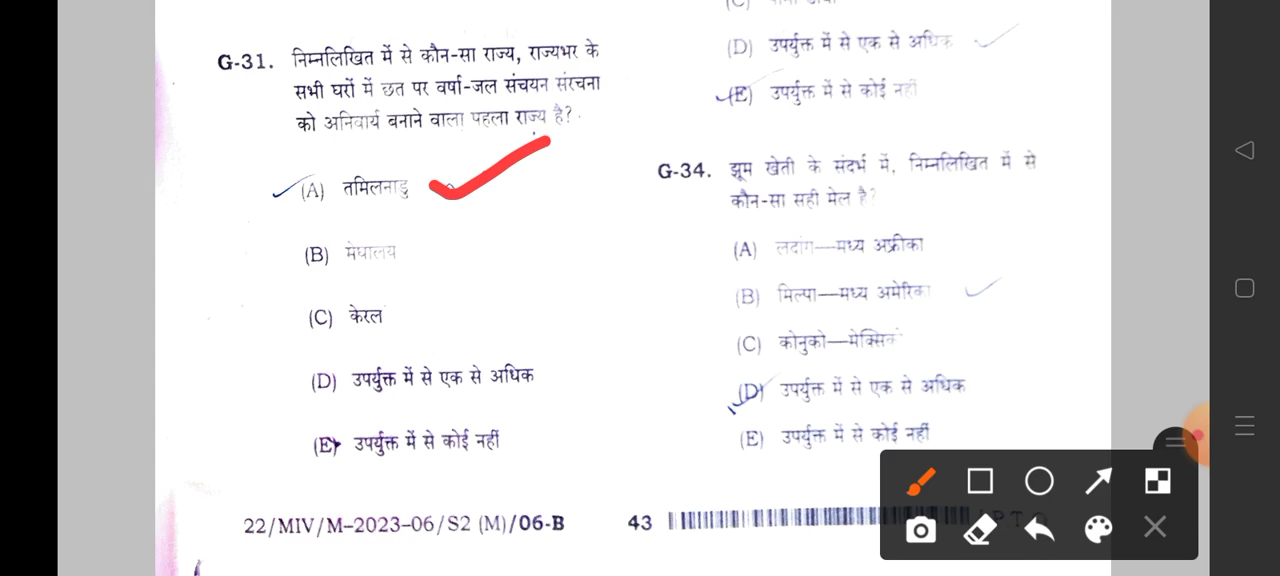 G-31. निम्नलिखित में से कौन-सा राज्य, राज्यभर के
सभी घरों में छत पर वर्षा-जल संचयन संरचना
को अनिवार्य बनाने वाला पहला राज्य है?
(A) तमिलनाडु
(B) मेघालय
(C) केरल
(D) उपर्युक्त में से एक से अधिक
(E) उपर्युक्त में से कोई नहीं
22/MIV/M-2023-06/S2 (M)/06-B
43
(C)
(D) उपर्युक्त में से एक से अधिक
(E) उपर्युक्त में से कोई नहीं
G-34. झूम खेती के संदर्भ में, निम्नलिखित में से
कौन-सा सही मेल है?
(A) लदांग—मध्य अफ्रीका
(B) मिल्पा—मध्य अमेरिका
(C) कोनुको—मेक्सिको
(D) उपर्युक्त में से एक से अधिक
(E) उपर्युक्त में से कोई नहीं